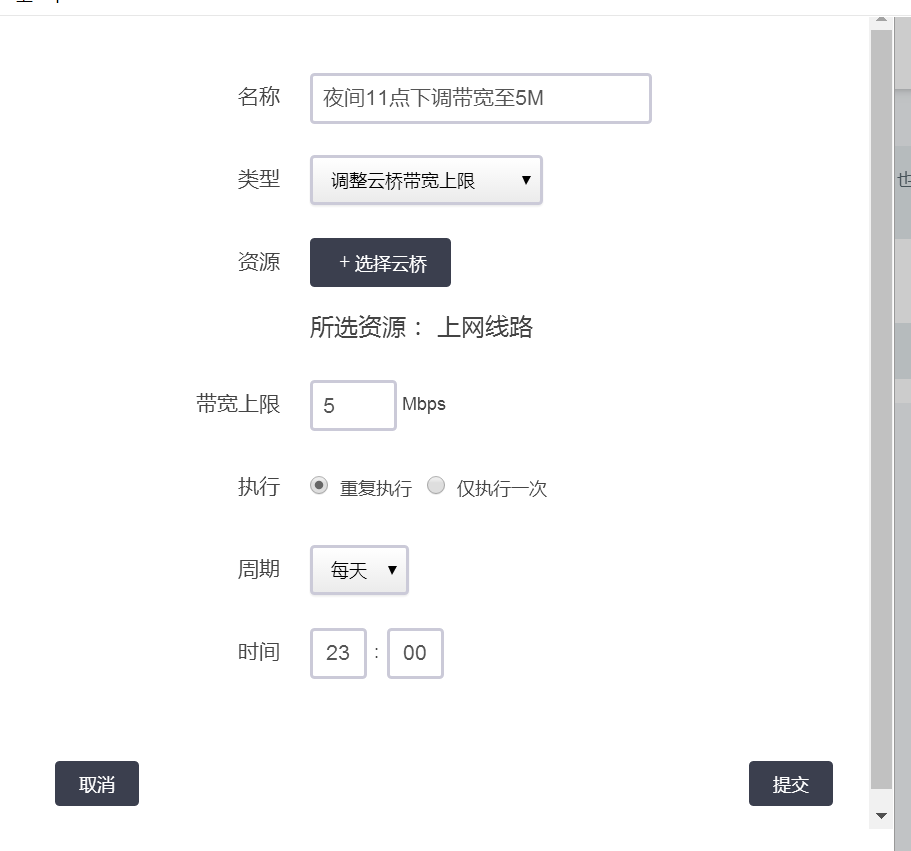 名称 夜间11点下调带宽至5M
类型 调整云桥带宽上限
资源 + 选择云桥
所选资源： 上网线路
带宽上限 5 Mbps
执行 重复执行 仅执行一次
周期 每天
时间 23 : 00
取消 提交
也